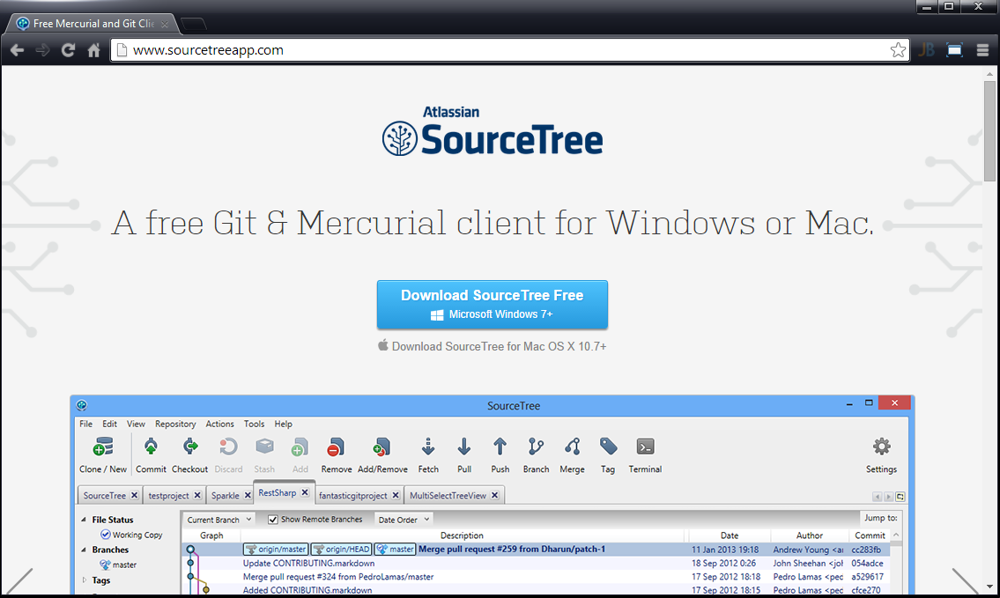 Free Mercurial and Git Clie
www.sourcetreeapp.com
JB
Atlassian
SourceTree
A free Git & Mercurial client for Windows or Mac.
Download SourceTree Free
Microsoft Windows 7+
Download SourceTree for Mac OS X 10.7+
SourceTree
File Edit View Repository Actions Tools Help
Clone / New Commit Checkout Discard Stash Add Remove Add/Remove Fetch Pull Push Branch Merge Tag Terminal Settings
SourceTree testproject Sparkle RestSharp fantasticgitproject MultiSelectTreeView
File Status
Working Copy
Branches
master
Tags
Current Branch Show Remote Branches Date Order Jump to:
Graph Description Date Author Commit
origin/master origin/HEAD master Merge pull request #259 from Dharun/patch-1 11 Jan 2013 19:18 Andrew Young <an cc283fb
Update CONTRIBUTING.markdown 18 Sep 2012 0:26 John Sheehan <joh 054adce
Merge pull request #324 from PedroLamas/master 17 Sep 2012 18:18 Pedro Lamas <ped a529617
Added CONTRIBUTING.markdown 17 Sep 2012 18:15 Pedro Lamas <ped cfce270